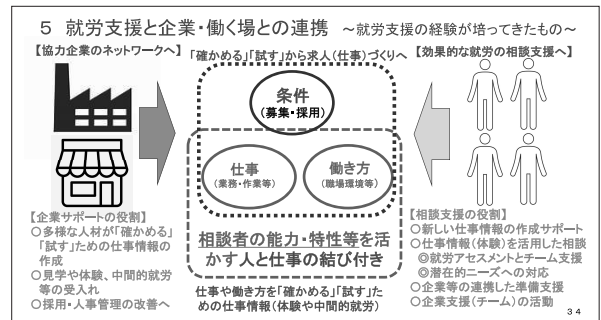 5 就労支援と企業・働く場との連携 ~就労支援の経験が培ってきたもの~
【協力企業のネットワークへ】
「確かめる」「試す」から求人(仕事)づくりへ
【効果的な就労の相談支援へ】
条件
(募集・採用)
仕事
(業務・作業等)
働き方
(職場環境等)
相談者の能力・特性等を活
かす人と仕事の結び付き
仕事や働き方を「確かめる」「試す」た
めの仕事情報(体験や中間的就労)
【企業サポートの役割】
○多様な人材が「確かめる」
「試す」ための仕事情報の
作成
○見学や体験、中間的就労
等の受入れ
○採用・人事管理の改善へ
【相談支援の役割】
○新しい仕事情報の作成サポート
○仕事情報(体験)を活用した相談
◎就労アセスメントとチーム支援
◎潜在的ニーズへの対応
○企業等の連携した準備支援
○企業支援(チーム)の活動
34